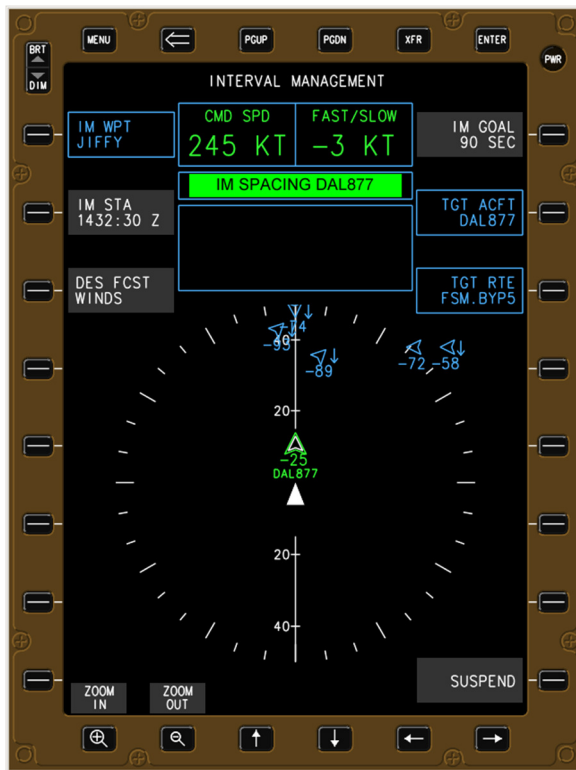 MENU
PGUP
PGDN
XFR
ENTER
BRT
DIM
PWR
INTERVAL MANAGEMENT
IM WPT
JIFFY
CMD SPD
245 KT
FAST/SLOW
-3 KT
IM GOAL
90 SEC
IM SPACING DAL877
IM STA
1432:30 Z
TGT ACFT
DAL877
DES FCST
WINDS
TGT RTE
FSM.BYP5
-74
40
-95
-89
-72
-58
20
-25
DAL877
20
40
SUSPEND
ZOOM
IN
ZOOM
OUT